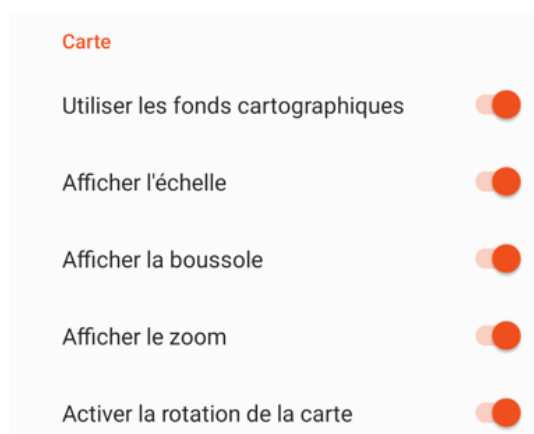 Carte
Utiliser les fonds cartographiques
Afficher l'échelle
Afficher la boussole
Afficher le zoom
Activer la rotation de la carte